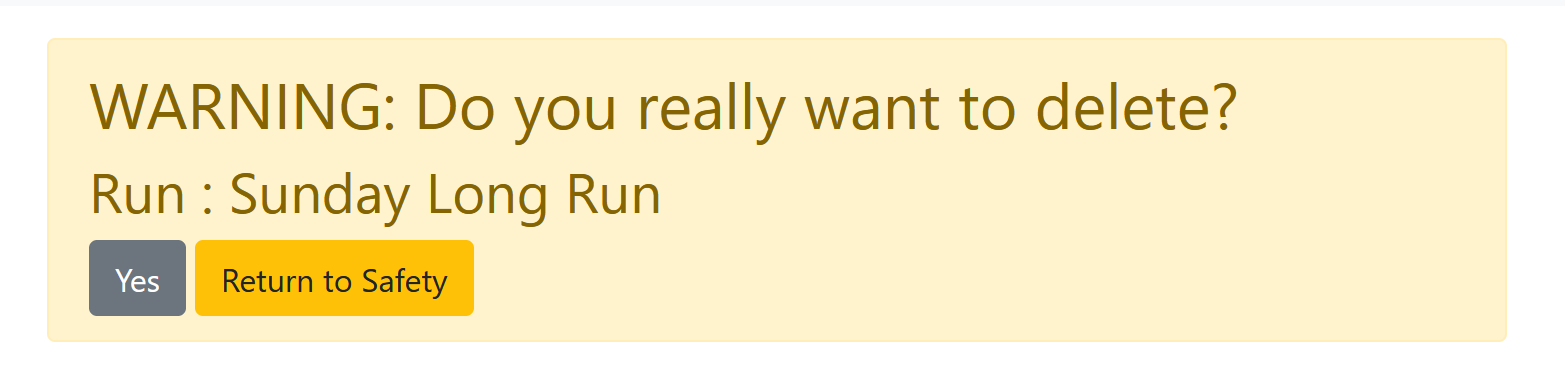 WARNING: Do you really want to delete?
Run : Sunday Long Run
Yes Return to Safety